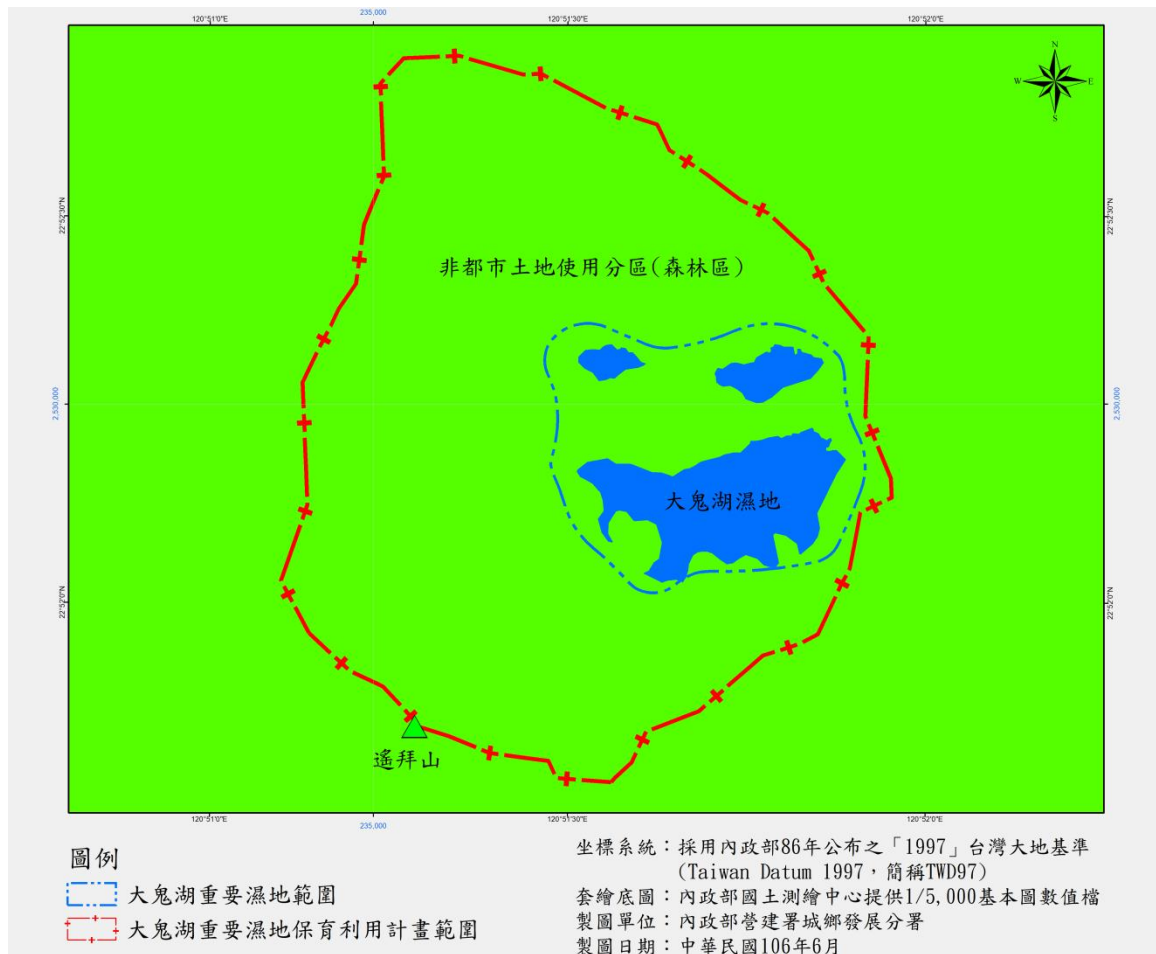 235,000
120°51'0"E
120°51'30"E
120°52'0"E
N
W
E
S
22°52'30"N
22°52'30"N
非都市土地使用分區(森林區)
2,530,000
2,530,000
大鬼湖濕地
22°52'0"N
22°52'0"N
遙拜山
120°51'0"E
120°51'30"E
120°52'0"E
235,000
圖例
大鬼湖重要濕地範圍
大鬼湖重要濕地保育利用計畫範圍
坐標系統：採用內政部86年公布之「1997」台灣大地基準
(Taiwan Datum 1997，簡稱TWD97)
套繪底圖：內政部國土測繪中心提供1/5,000基本圖數值檔
製圖單位：內政部營建署城鄉發展分署
製圖日期：中華民國106年6月